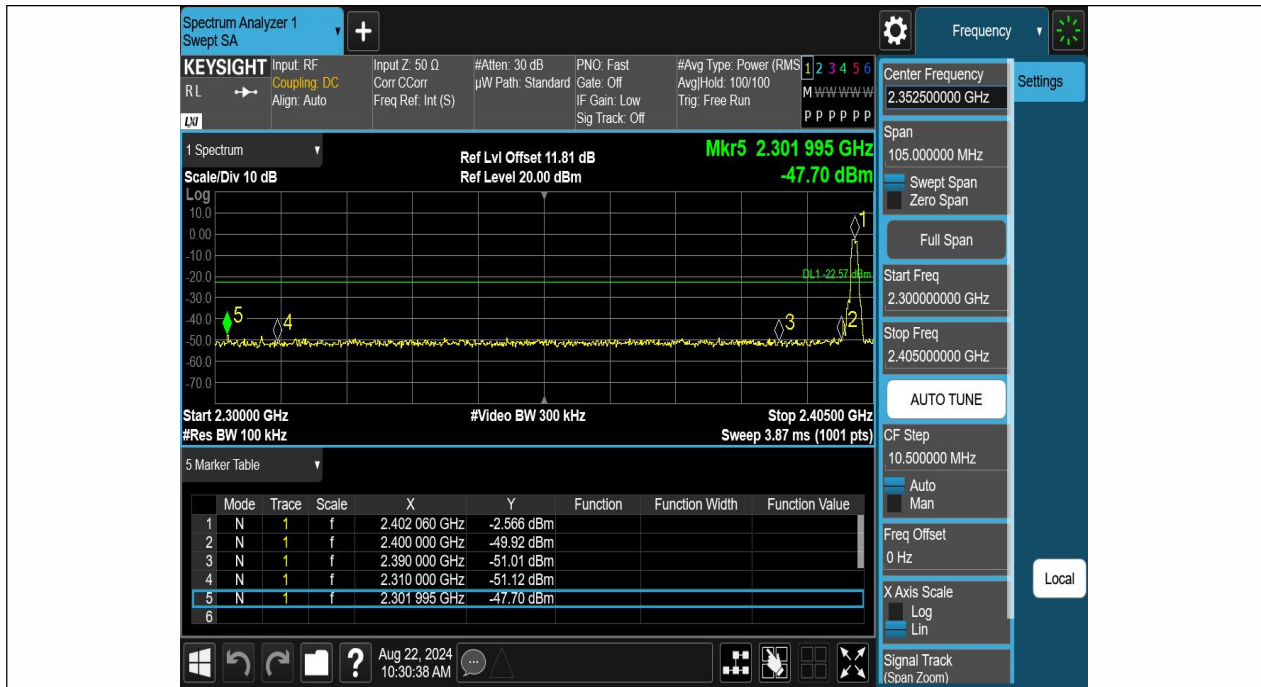 Spectrum Analyzer 1
Swept SA
+
Frequency
KEYSIGHT
RL
LXI
Input: RF
Coupling: DC
Align: Auto
Input Z: 50 Ω
Corr CCorr
Freq Ref: Int (S)
#Atten: 30 dB
µW Path: Standard
PNO: Fast
Gate: Off
IF Gain: Low
Sig Track: Off
#Avg Type: Power (RMS
Avg|Hold: 100/100
Trig: Free Run
1 2 3 4 5 6
M W W W W W
P P P P P P
1 Spectrum
Scale/Div 10 dB
Ref Lvl Offset 11.81 dB
Ref Level 20.00 dBm
Mkr5 2.301 995 GHz
-47.70 dBm
Log
10.0
0.00
-10.0
-20.0
-30.0
-40.0
-50.0
-60.0
-70.0
DL1 -22.57 dBm
1
2
3
4
5
Start 2.30000 GHz
#Video BW 300 kHz
Stop 2.40500 GHz
#Res BW 100 kHz
Sweep 3.87 ms (1001 pts)
5 Marker Table
Mode Trace Scale X Y Function Function Width Function Value
1 N 1 f 2.402 060 GHz -2.566 dBm
2 N 1 f 2.400 000 GHz -49.92 dBm
3 N 1 f 2.390 000 GHz -51.01 dBm
4 N 1 f 2.310 000 GHz -51.12 dBm
5 N 1 f 2.301 995 GHz -47.70 dBm
6
?
Aug 22, 2024
10:30:38 AM
Center Frequency
2.352500000 GHz
Settings
Span
105.000000 MHz
Swept Span
Zero Span
Full Span
Start Freq
2.300000000 GHz
Stop Freq
2.405000000 GHz
AUTO TUNE
CF Step
10.500000 MHz
Auto
Man
Freq Offset
0 Hz
Local
X Axis Scale
Log
Lin
Signal Track
(Span Zoom)